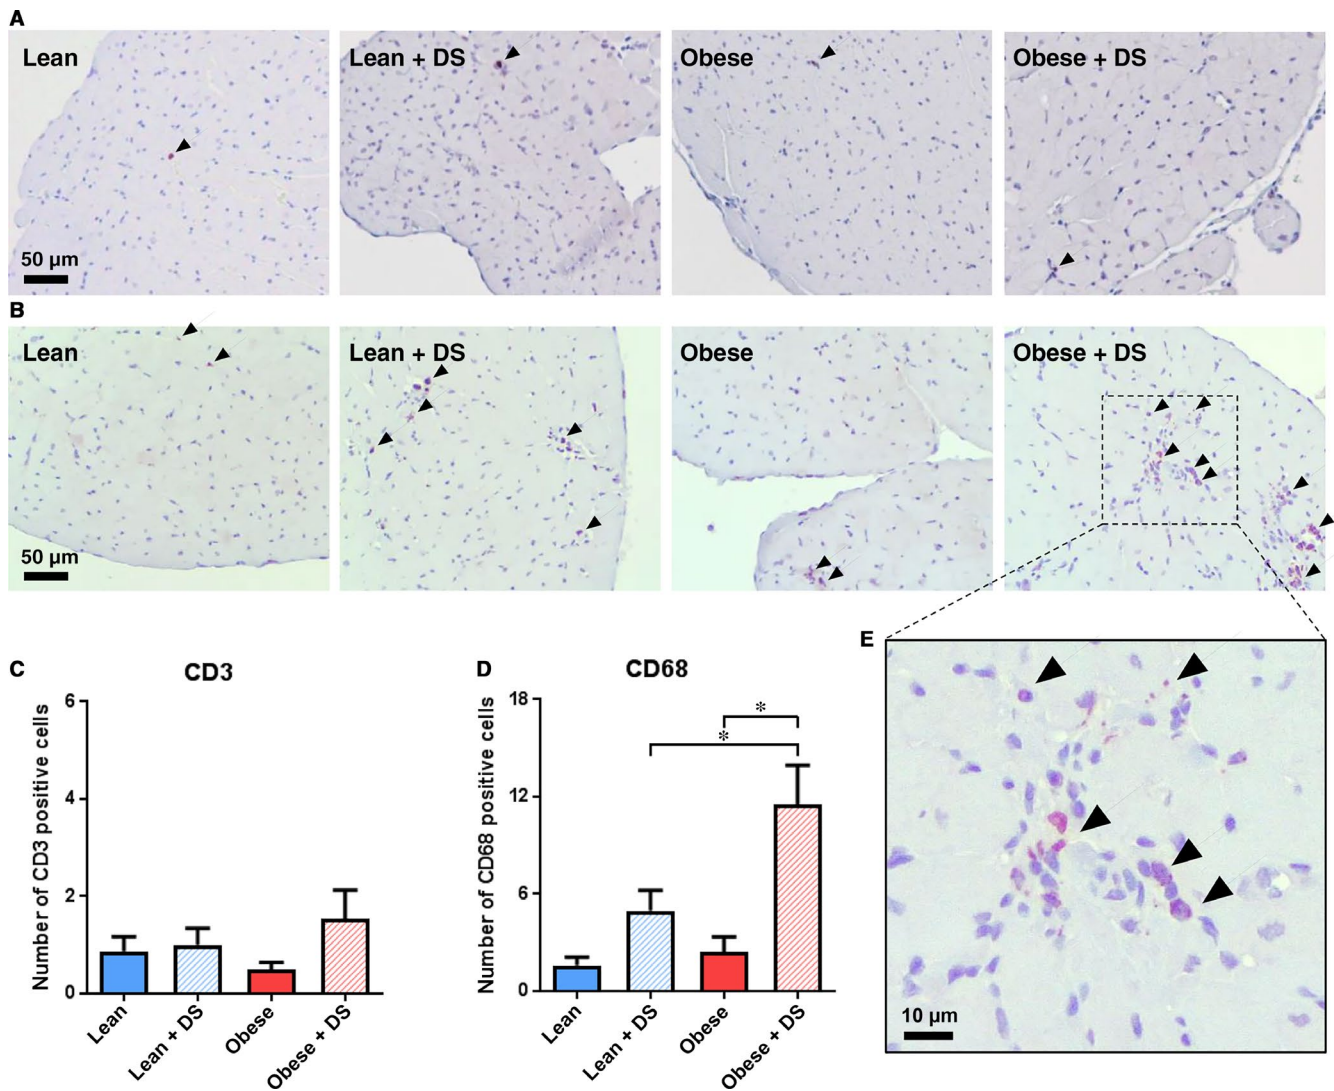 A
Lean
Lean + DS
Obese
Obese + DS
50 µm
B
Lean
Lean + DS
Obese
Obese + DS
50 µm
C
CD3
Number of CD3 positive cells
6
4
2
0
Lean
Lean + DS
Obese
Obese + DS
D
CD68
Number of CD68 positive cells
18
12
6
0
*
*
Lean
Lean + DS
Obese
Obese + DS
E
10 µm